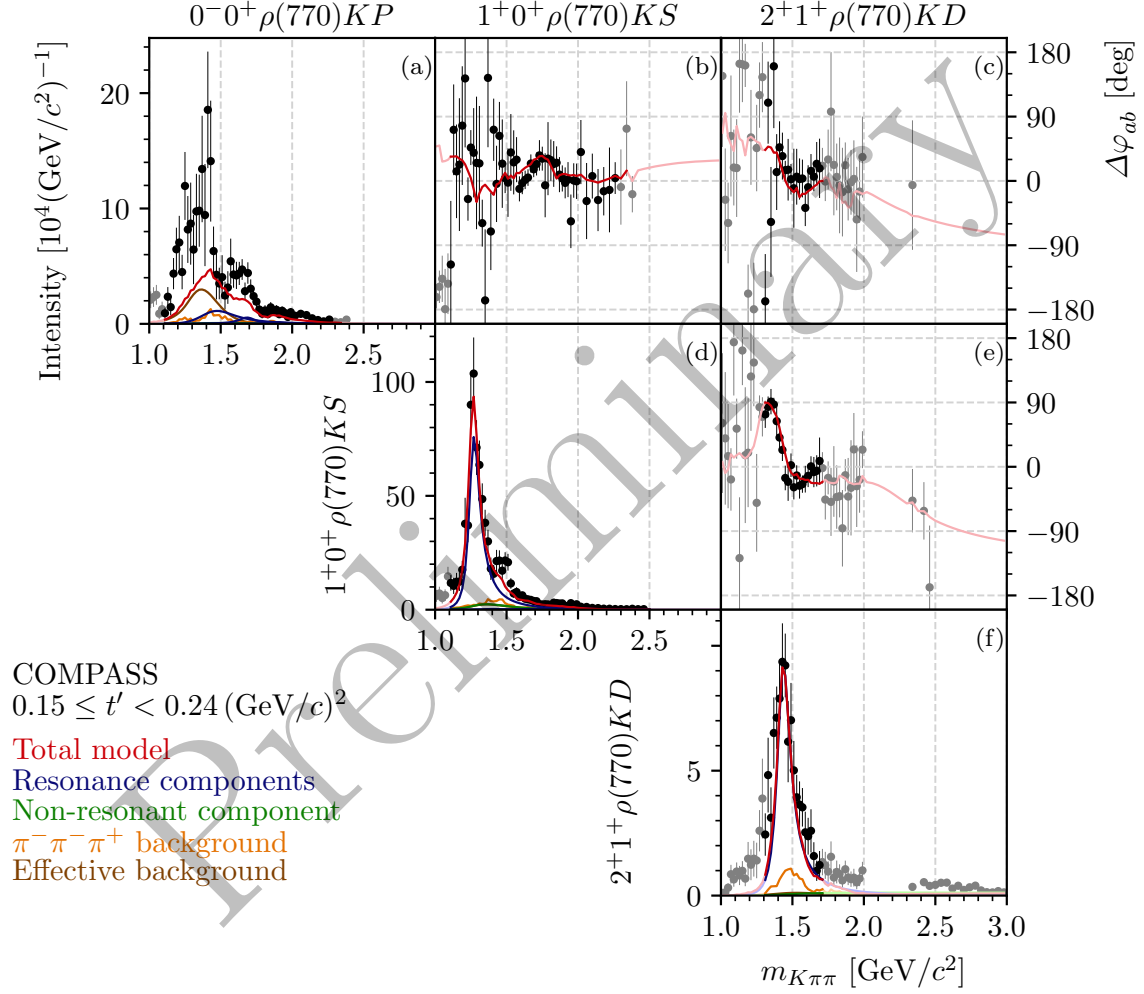 0⁻0⁺ρ(770)KP
1⁺0⁺ρ(770)KS
2⁺1⁺ρ(770)KD
Intensity [10⁴(GeV/c²)⁻¹]
20
10
0
(a)
(b)
(c)
180
90
0
−90
−180
Δφ_ab [deg]
1.0 1.5 2.0 2.5
1⁺0⁺ρ(770)KS
100
50
0
(d)
(e)
180
90
0
−90
−180
1.0 1.5 2.0 2.5
COMPASS
0.15 ≤ t′ < 0.24 (GeV/c)²
Total model
Resonance components
Non-resonant component
π⁻π⁻π⁺ background
Effective background
2⁺1⁺ρ(770)KD
5
0
(f)
1.0 1.5 2.0 2.5 3.0
m_Kππ [GeV/c²]
Preliminary